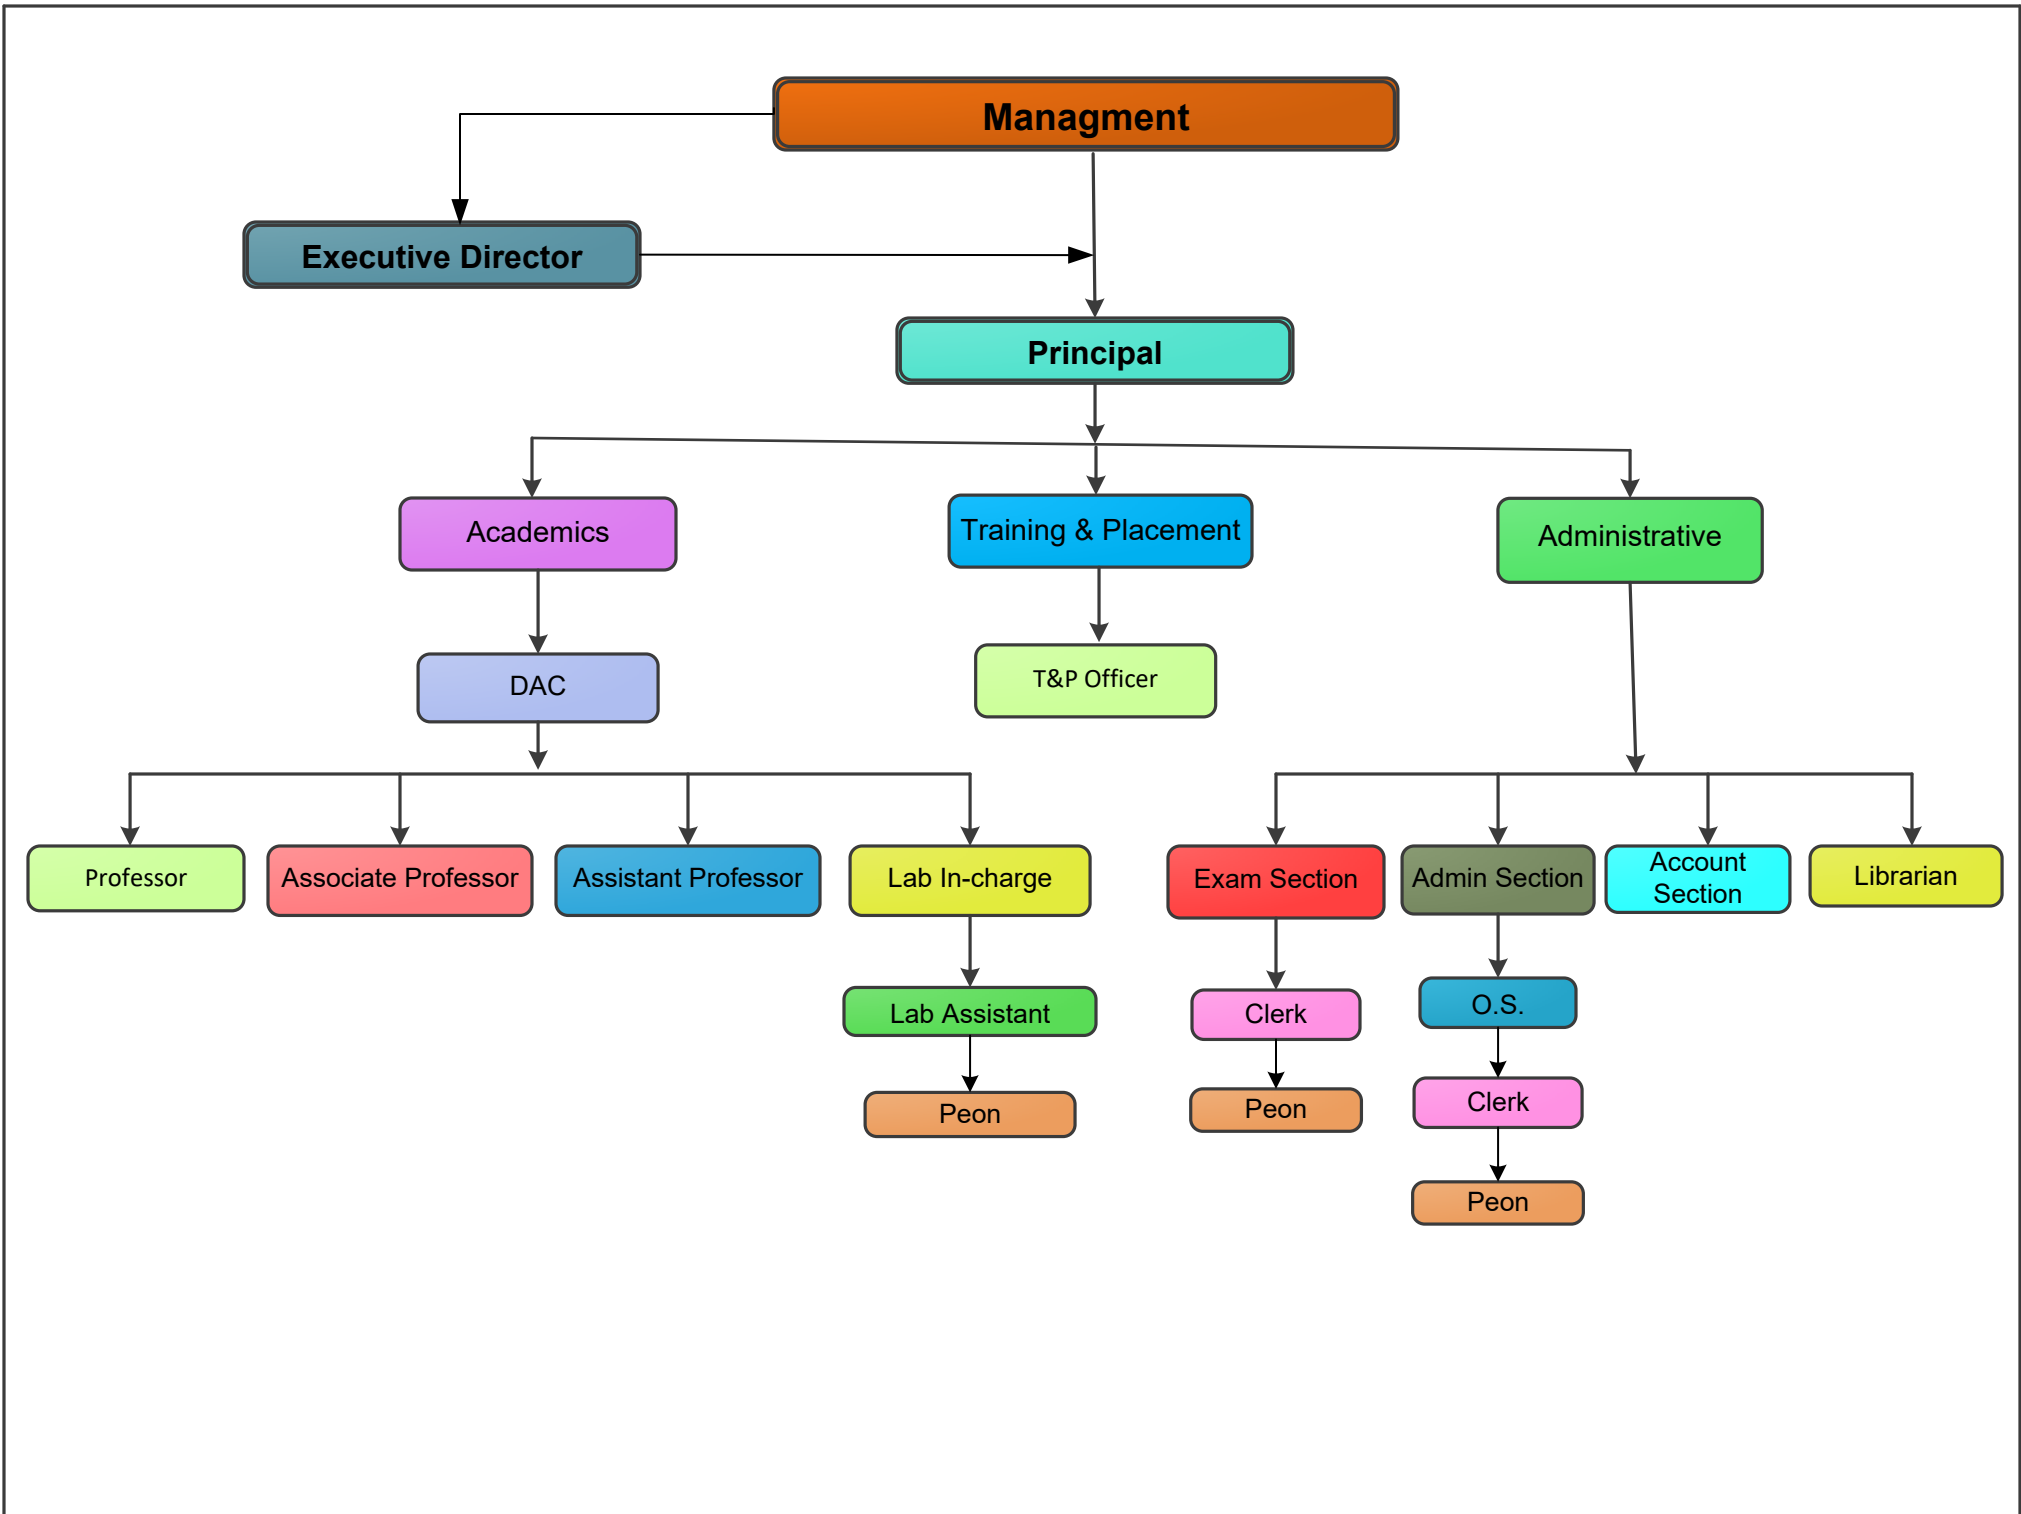 Managment
Executive Director
Principal
Academics
Training & Placement
Administrative
DAC
T&P Officer
Professor
Associate Professor
Assistant Professor
Lab In-charge
Exam Section
Admin Section
Account
Section
Librarian
Lab Assistant
Clerk
O.S.
Peon
Peon
Clerk
Peon